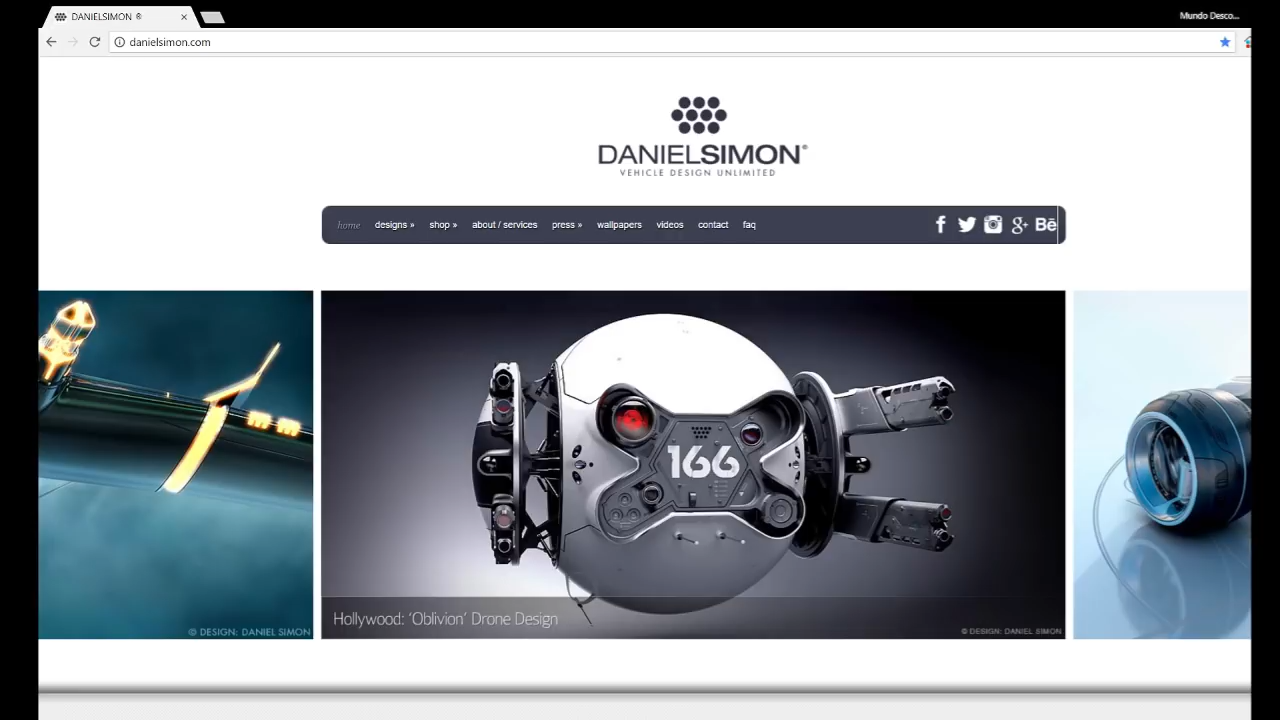 DANIELSIMON ®
Mundo Desco...
danielsimon.com
DANIELSIMON®
VEHICLE DESIGN UNLIMITED
home designs » shop » about / services press » wallpapers videos contact faq
f g+ Bē
166
Hollywood: ‘Oblivion’ Drone Design
© DESIGN: DANIEL SIMON
© DESIGN: DANIEL SIMON